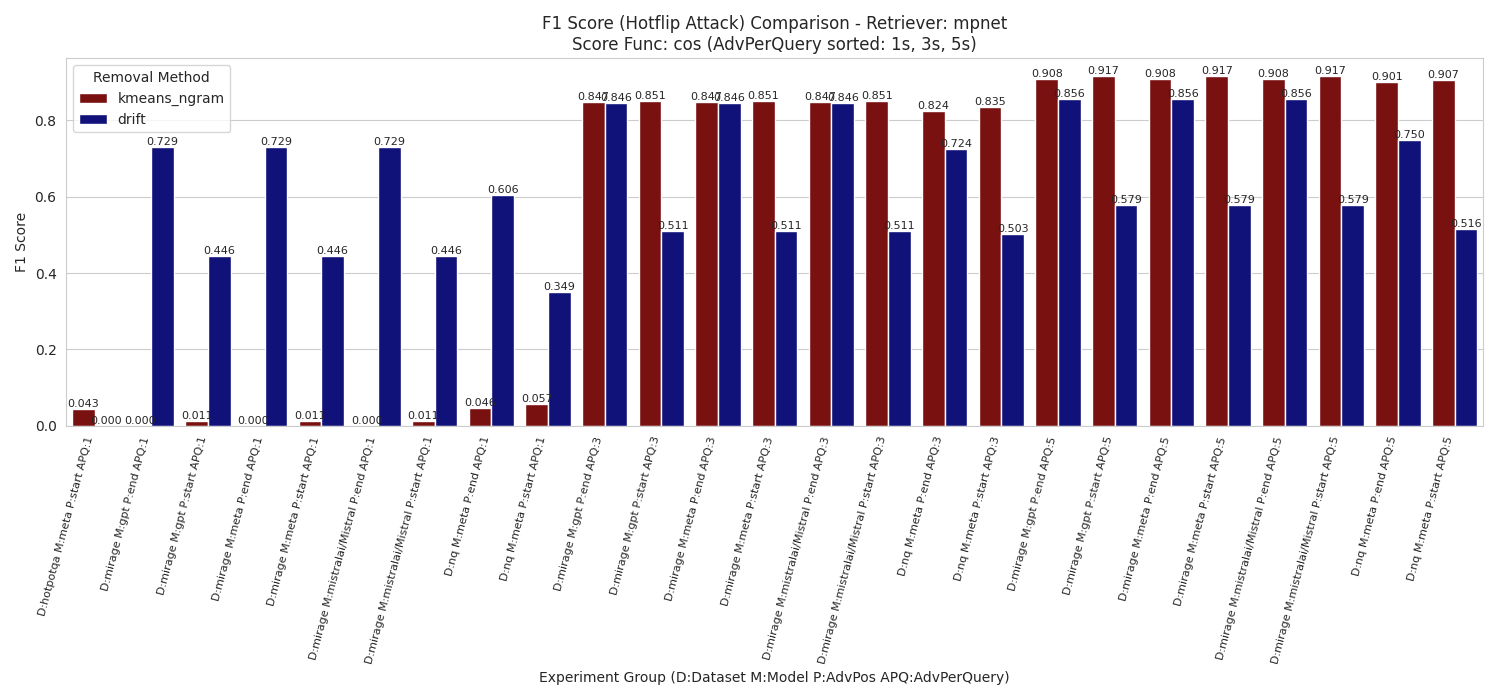 F1 Score (Hotflip Attack) Comparison - Retriever: mpnet
Score Func: cos (AdvPerQuery sorted: 1s, 3s, 5s)
Removal Method
kmeans_ngram
drift
F1 Score
0.8
0.6
0.4
0.2
0.0
0.043
0.000
0.000
0.729
0.011
0.446
0.000
0.729
0.011
0.446
0.000
0.729
0.011
0.446
0.046
0.606
0.057
0.349
0.847
0.846
0.851
0.511
0.847
0.846
0.851
0.511
0.847
0.846
0.851
0.511
0.824
0.724
0.835
0.503
0.908
0.856
0.917
0.579
0.908
0.856
0.917
0.579
0.908
0.856
0.917
0.579
0.901
0.750
0.907
0.516
D:hotpotqa M:meta P:start APQ:1
D:mirage M:gpt P:end APQ:1
D:mirage M:gpt P:start APQ:1
D:mirage M:meta P:end APQ:1
D:mirage M:meta P:start APQ:1
D:mirage M:mistralai/Mistral P:end APQ:1
D:mirage M:mistralai/Mistral P:start APQ:1
D:nq M:meta P:end APQ:1
D:nq M:meta P:start APQ:1
D:mirage M:gpt P:end APQ:3
D:mirage M:gpt P:start APQ:3
D:mirage M:meta P:end APQ:3
D:mirage M:meta P:start APQ:3
D:mirage M:mistralai/Mistral P:end APQ:3
D:mirage M:mistralai/Mistral P:start APQ:3
D:nq M:meta P:end APQ:3
D:nq M:meta P:start APQ:3
D:mirage M:gpt P:end APQ:5
D:mirage M:gpt P:start APQ:5
D:mirage M:meta P:end APQ:5
D:mirage M:meta P:start APQ:5
D:mirage M:mistralai/Mistral P:end APQ:5
D:mirage M:mistralai/Mistral P:start APQ:5
D:nq M:meta P:end APQ:5
D:nq M:meta P:start APQ:5
Experiment Group (D:Dataset M:Model P:AdvPos APQ:AdvPerQuery)